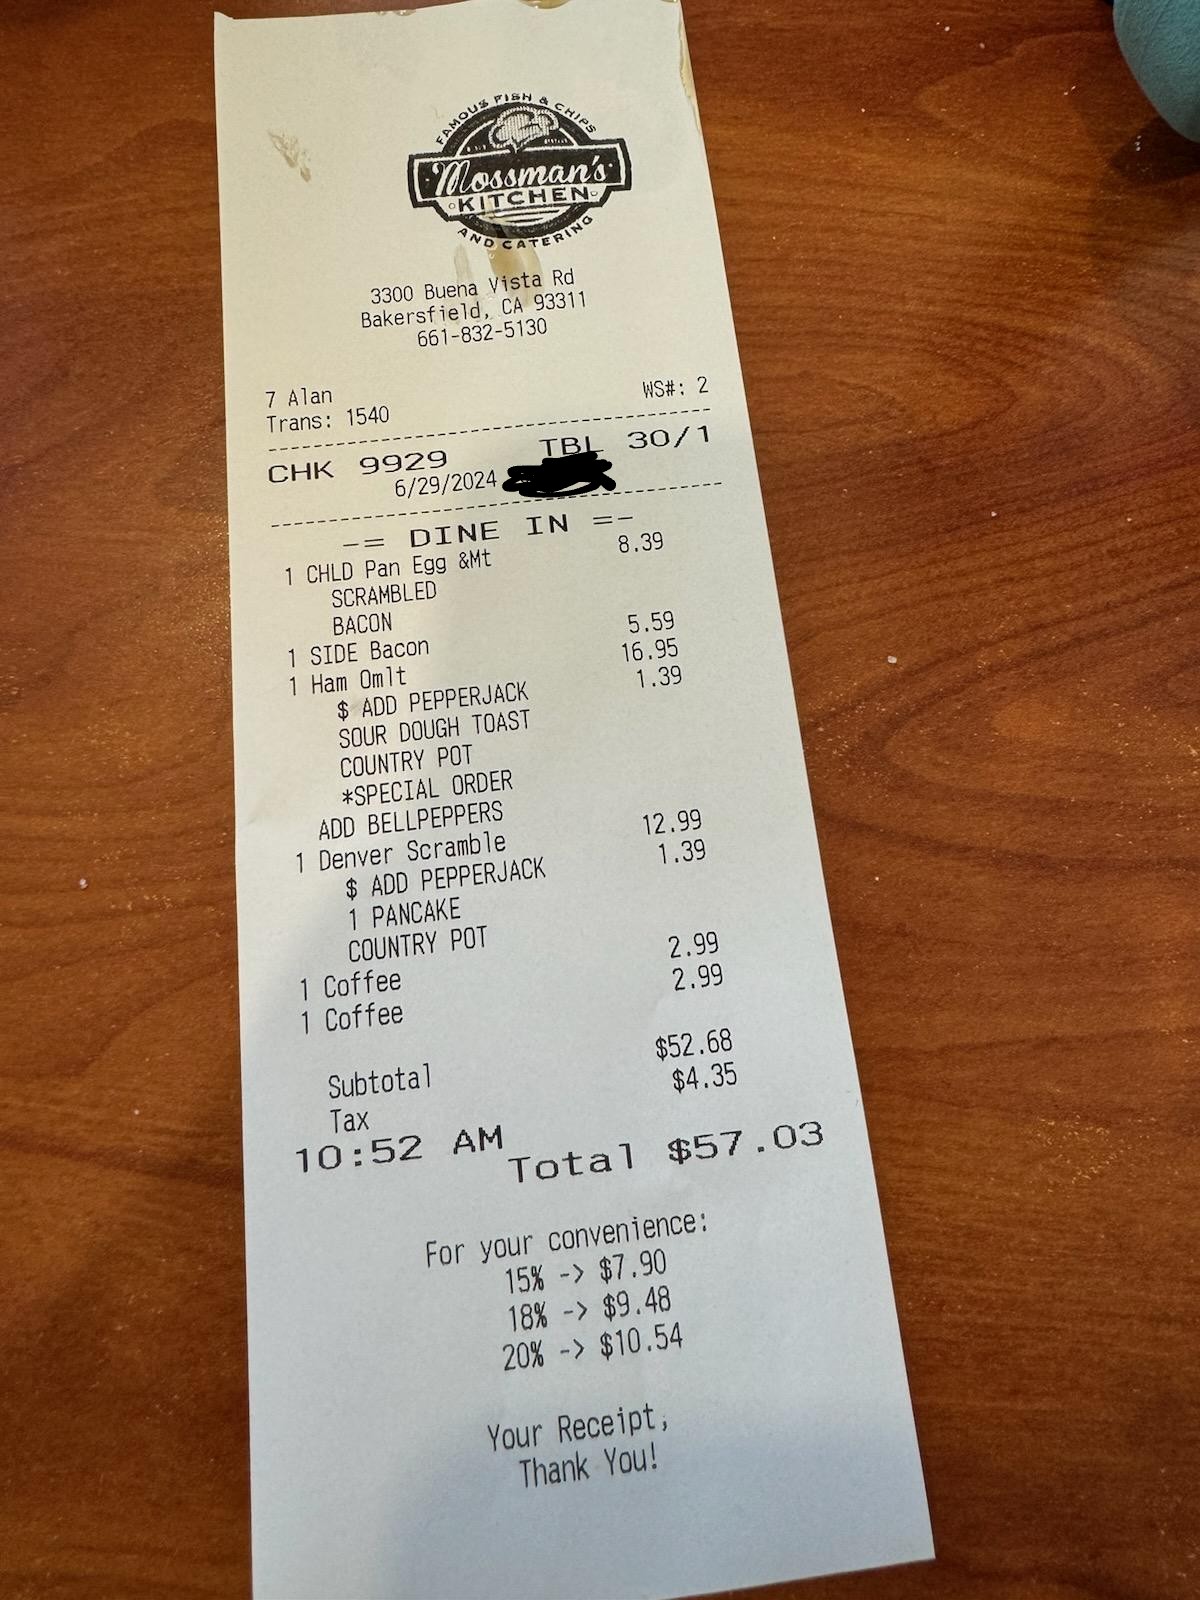 FAMOUS FISH & CHIPS
Mossman's
KITCHEN
AND CATERING
3300 Buena Vista Rd
Bakersfield, CA 93311
661-832-5130
7 Alan
Trans: 1540 WS#: 2
CHK 9929 TBL 30/1
6/29/2024
-= DINE IN =-
1 CHLD Pan Egg &Mt 8.39
SCRAMBLED
BACON
1 SIDE Bacon 5.59
1 Ham Omlt 16.95
$ ADD PEPPERJACK 1.39
SOUR DOUGH TOAST
COUNTRY POT
*SPECIAL ORDER
ADD BELLPEPPERS
1 Denver Scramble 12.99
$ ADD PEPPERJACK 1.39
1 PANCAKE
COUNTRY POT
1 Coffee 2.99
1 Coffee 2.99
Subtotal $52.68
Tax $4.35
10:52 AM Total $57.03
For your convenience:
15% -> $7.90
18% -> $9.48
20% -> $10.54
Your Receipt,
Thank You!